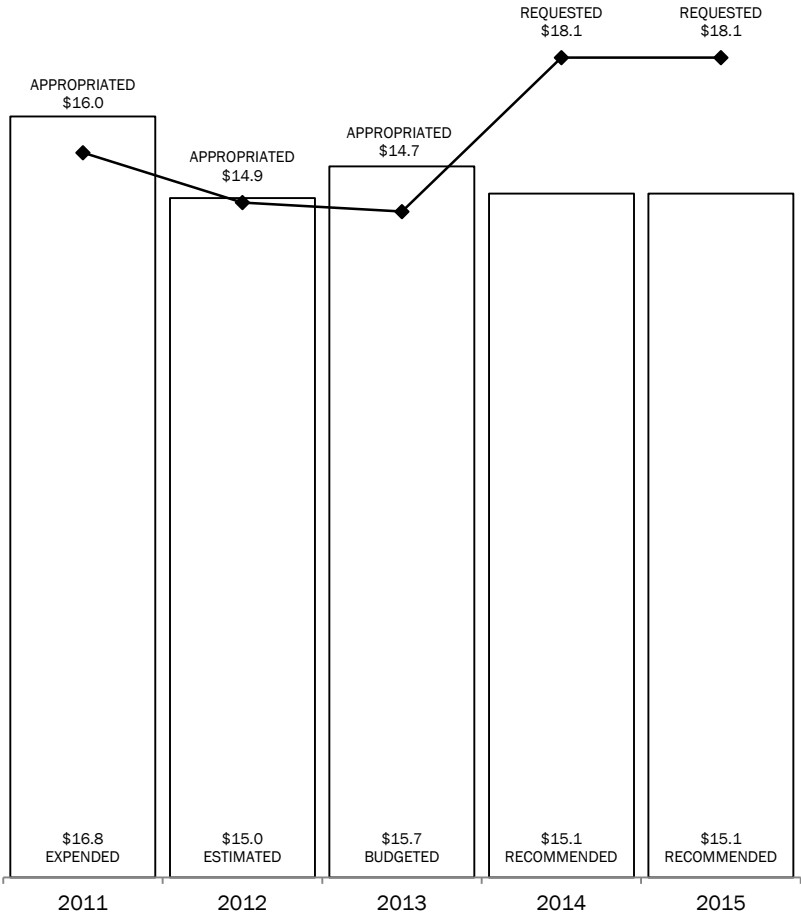 REQUESTED
$18.1
REQUESTED
$18.1
APPROPRIATED
$16.0
APPROPRIATED
$14.9
APPROPRIATED
$14.7
$16.8
EXPENDED
$15.0
ESTIMATED
$15.7
BUDGETED
$15.1
RECOMMENDED
$15.1
RECOMMENDED
2011
2012
2013
2014
2015